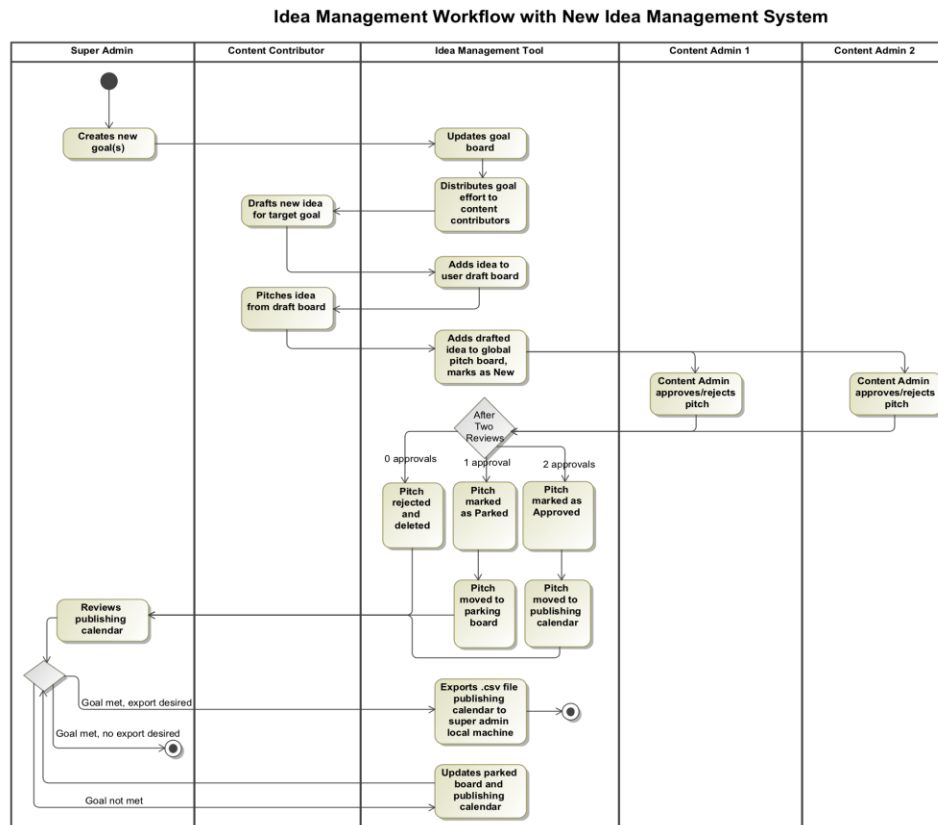 Idea Management Workflow with New Idea Management System
Super Admin
Content Contributor
Idea Management Tool
Content Admin 1
Content Admin 2
Creates new
goal(s)
Updates goal
board
Distributes goal
effort to
content
contributors
Drafts new idea
for target goal
Adds idea to
user draft board
Pitches idea
from draft board
Adds drafted
idea to global
pitch board,
marks as New
Content Admin
approves/rejects
pitch
Content Admin
approves/rejects
pitch
After
Two
Reviews
0 approvals
1 approval
2 approvals
Pitch
rejected
and
deleted
Pitch
marked
as Parked
Pitch
marked as
Approved
Pitch
moved to
parking
board
Pitch
moved to
publishing
calendar
Reviews
publishing
calendar
Goal met, export desired
Exports .csv file
publishing
calendar to
super admin
local machine
Goal met, no export desired
Goal not met
Updates parked
board and
publishing
calendar